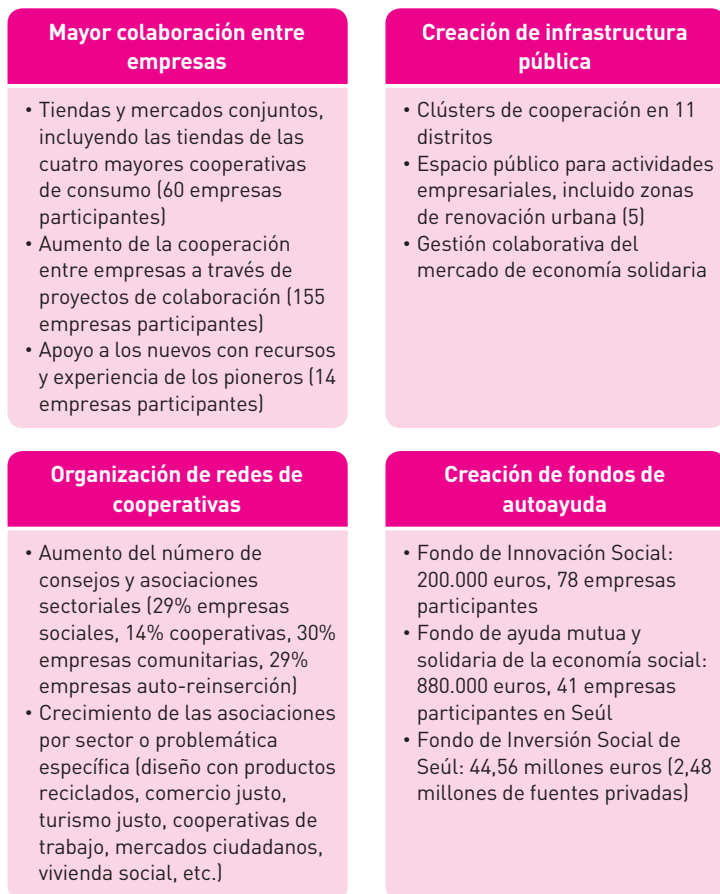 Mayor colaboración entre
empresas
• Tiendas y mercados conjuntos,
incluyendo las tiendas de las
cuatro mayores cooperativas
de consumo (60 empresas
participantes)
• Aumento de la cooperación
entre empresas a través de
proyectos de colaboración (155
empresas participantes)
• Apoyo a los nuevos con recursos
y experiencia de los pioneros (14
empresas participantes)
Creación de infrastructura
pública
• Clústers de cooperación en 11
distritos
• Espacio público para actividades
empresariales, incluido zonas
de renovación urbana (5)
• Gestión colaborativa del
mercado de economía solidaria
Organización de redes de
cooperativas
• Aumento del número de
consejos y asociaciones
sectoriales (29% empresas
sociales, 14% cooperativas, 30%
empresas comunitarias, 29%
empresas auto-reinserción)
• Crecimiento de las asociaciones
por sector o problemática
específica (diseño con productos
reciclados, comercio justo,
turismo justo, cooperativas de
trabajo, mercados ciudadanos,
vivienda social, etc.)
Creación de fondos de
autoayuda
• Fondo de Innovación Social:
200.000 euros, 78 empresas
participantes
• Fondo de ayuda mutua y
solidaria de la economía social:
880.000 euros, 41 empresas
participantes en Seúl
• Fondo de Inversión Social de
Seúl: 44,56 millones euros (2,48
millones de fuentes privadas)